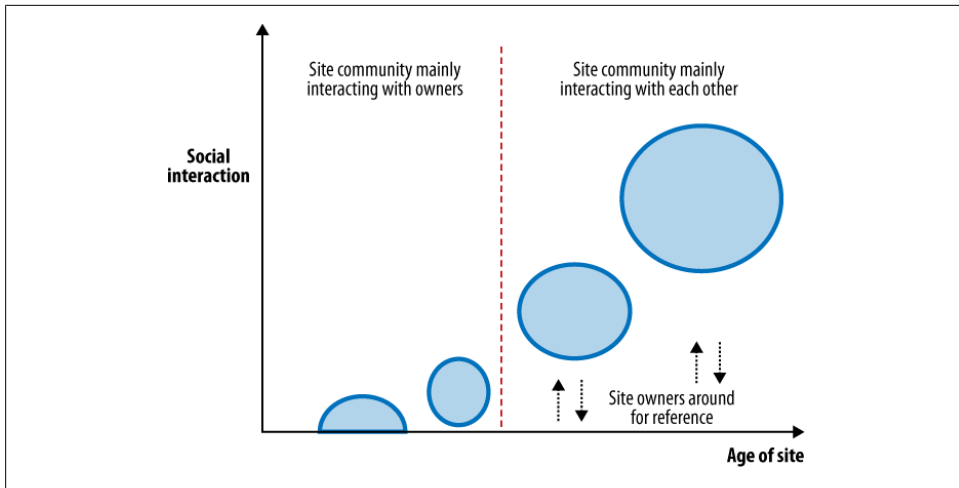 Site community mainly
interacting with owners
Site community mainly
interacting with each other
Social
interaction
Site owners around
for reference
Age of site